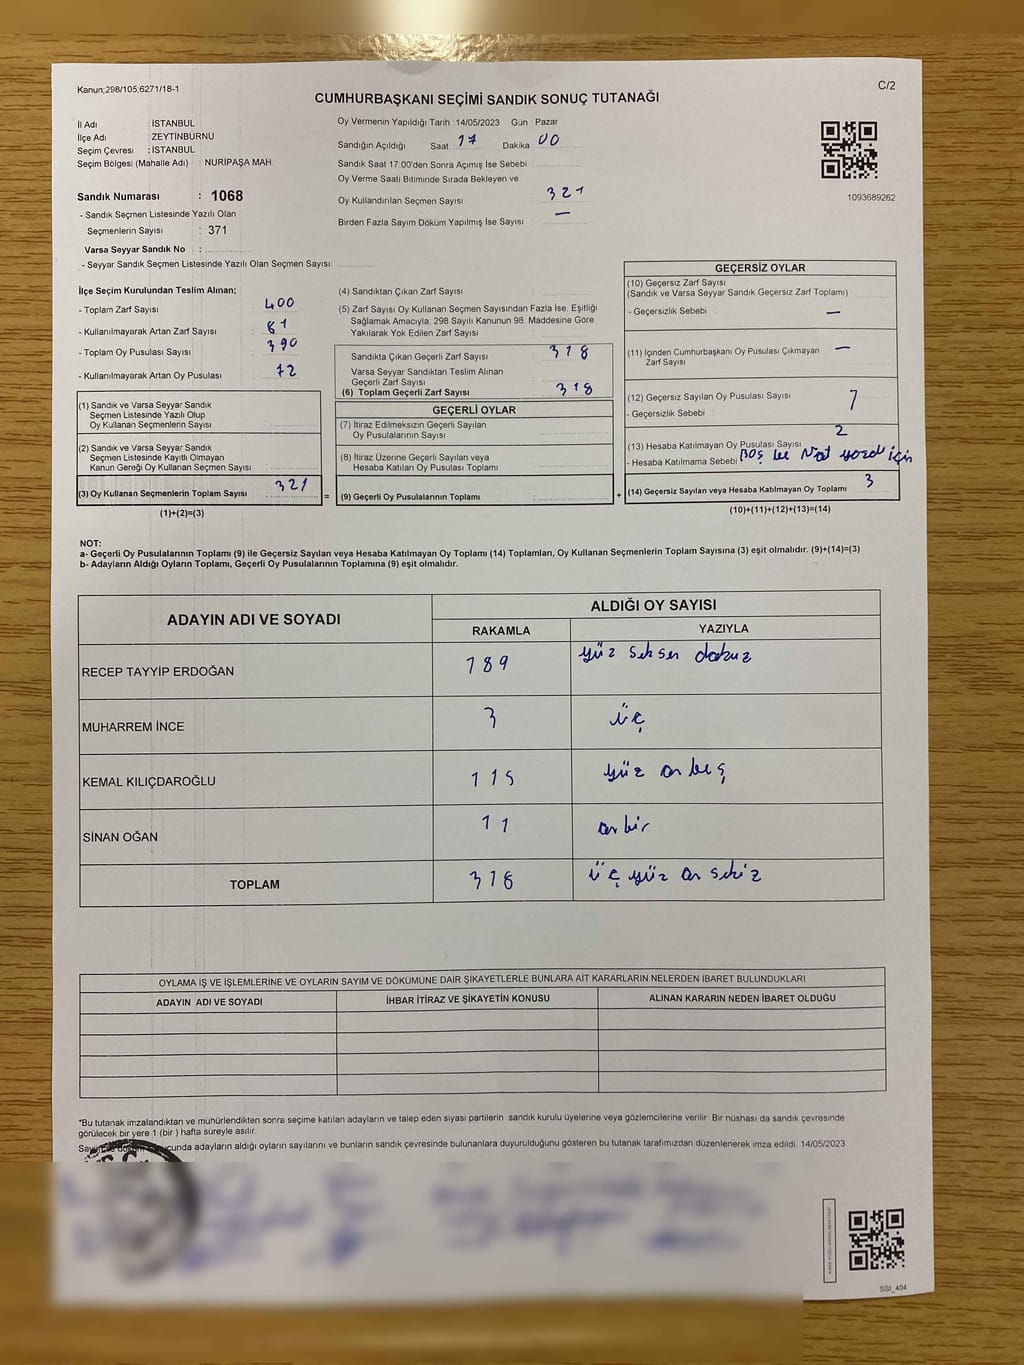 Kanun;298/105;6271/18-1
C/2
CUMHURBAŞKANI SEÇİMİ SANDIK SONUÇ TUTANAĞI
İl Adı : İSTANBUL
İlçe Adı : ZEYTİNBURNU
Seçim Çevresi : İSTANBUL
Seçim Bölgesi (Mahalle Adı) : NURİPAŞA MAH
Sandık Numarası : 1068
- Sandık Seçmen Listesinde Yazılı Olan
Seçmenlerin Sayısı : 371
Varsa Seyyar Sandık No :
- Seyyar Sandık Seçmen Listesinde Yazılı Olan Seçmen Sayısı:
Oy Vermenin Yapıldığı Tarih :14/05/2023 Gün : Pazar
Sandığın Açıldığı Saat 17 Dakika 00
Sandık Saat 17:00'den Sonra Açımış İse Sebebi :
Oy Verme Saati Bitiminde Sırada Bekleyen ve
Oy Kullandırılan Seçmen Sayısı : 321
Birden Fazla Sayım Döküm Yapılmış İse Sayısı : —
1093689262
İlçe Seçim Kurulundan Teslim Alınan;
- Toplam Zarf Sayısı : 400
- Kullanılmayarak Artan Zarf Sayısı :
- Toplam Oy Pusulası Sayısı : 390
- Kullanılmayarak Artan Oy Pusulası : 72
(1) Sandık ve Varsa Seyyar Sandık
Seçmen Listesinde Yazılı Olup
Oy Kullanan Seçmenlerin Sayısı :
(2) Sandık ve Varsa Seyyar Sandık
Seçmen Listesinde Kayıtlı Olmayan
Kanun Gereği Oy Kullanan Seçmen Sayısı :
(3) Oy Kullanan Seçmenlerin Toplam Sayısı : 321
(1)+(2)=(3)
(4) Sandıktan Çıkan Zarf Sayısı :
(5) Zarf Sayısı Oy Kullanan Seçmen Sayısından Fazla İse, Eşitliği
Sağlamak Amacıyla; 298 Sayılı Kanunun 98. Maddesine Göre
Yakılarak Yok Edilen Zarf Sayısı :
Sandıkta Çıkan Geçerli Zarf Sayısı : 318
Varsa Seyyar Sandıktan Teslim Alınan
Geçerli Zarf Sayısı :
(6) Toplam Geçerli Zarf Sayısı : 318
GEÇERLİ OYLAR
(7) İtiraz Edilmeksizin Geçerli Sayılan
Oy Pusulalarının Sayısı :
(8) İtiraz Üzerine Geçerli Sayılan veya
Hesaba Katılan Oy Pusulası Toplamı :
= (9) Geçerli Oy Pusulalarının Toplamı : +
GEÇERSİZ OYLAR
(10) Geçersiz Zarf Sayısı
(Sandık ve Varsa Seyyar Sandık Geçersiz Zarf Toplamı)
- Geçersizlik Sebebi : —
(11) İçinden Cumhurbaşkanı Oy Pusulası Çıkmayan —
Zarf Sayısı :
(12) Geçersiz Sayılan Oy Pusulası Sayısı : 1
- Geçersizlik Sebebi
(13) Hesaba Katılmayan Oy Pusulası Sayısı 2
- Hesaba Katılmama Sebebi Boş için
(14) Geçersiz Sayılan veya Hesaba Katılmayan Oy Toplamı 3
(10)+(11)+(12)+(13)=(14)
NOT:
a- Geçerli Oy Pusulalarının Toplamı (9) ile Geçersiz Sayılan veya Hesaba Katılmayan Oy Toplamı (14) Toplamları, Oy Kullanan Seçmenlerin Toplam Sayısına (3) eşit olmalıdır. (9)+(14)=(3)
b- Adayların Aldığı Oyların Toplamı, Geçerli Oy Pusulalarının Toplamına (9) eşit olmalıdır.
ADAYIN ADI VE SOYADI
ALDIĞI OY SAYISI
RAKAMLA YAZIYLA
RECEP TAYYİP ERDOĞAN 189 yüz seksen dokuz
MUHARREM İNCE 3 üç
KEMAL KILIÇDAROĞLU 115 yüz on beş
SİNAN OĞAN 11 on bir
TOPLAM 318 üç yüz on sekiz
OYLAMA İŞ VE İŞLEMLERİNE VE OYLARIN SAYIM VE DÖKÜMÜNE DAİR ŞİKAYETLERLE BUNLARA AİT KARARLARIN NELERDEN İBARET BULUNDUKLARI
ADAYIN ADI VE SOYADI İHBAR İTİRAZ VE ŞİKAYETİN KONUSU ALINAN KARARIN NEDEN İBARET OLDUĞU
*Bu tutanak imzalandıktan ve mühürlendikten sonra seçime katılan adayların ve talep eden siyasi partilerin sandık kurulu üyelerine veya gözlemcilerine verilir. Bir nüshası da sandık çevresinde
görülecek bir yere 1 (bir ) hafta süreyle asılır.
adayların aldığı oyların sayılarını ve bunların sandık çevresinde bulunanlara duyurulduğunu gösteren bu tutanak tarafımızdan düzenlenerek imza edildi. 14/05/2023
SSI_404